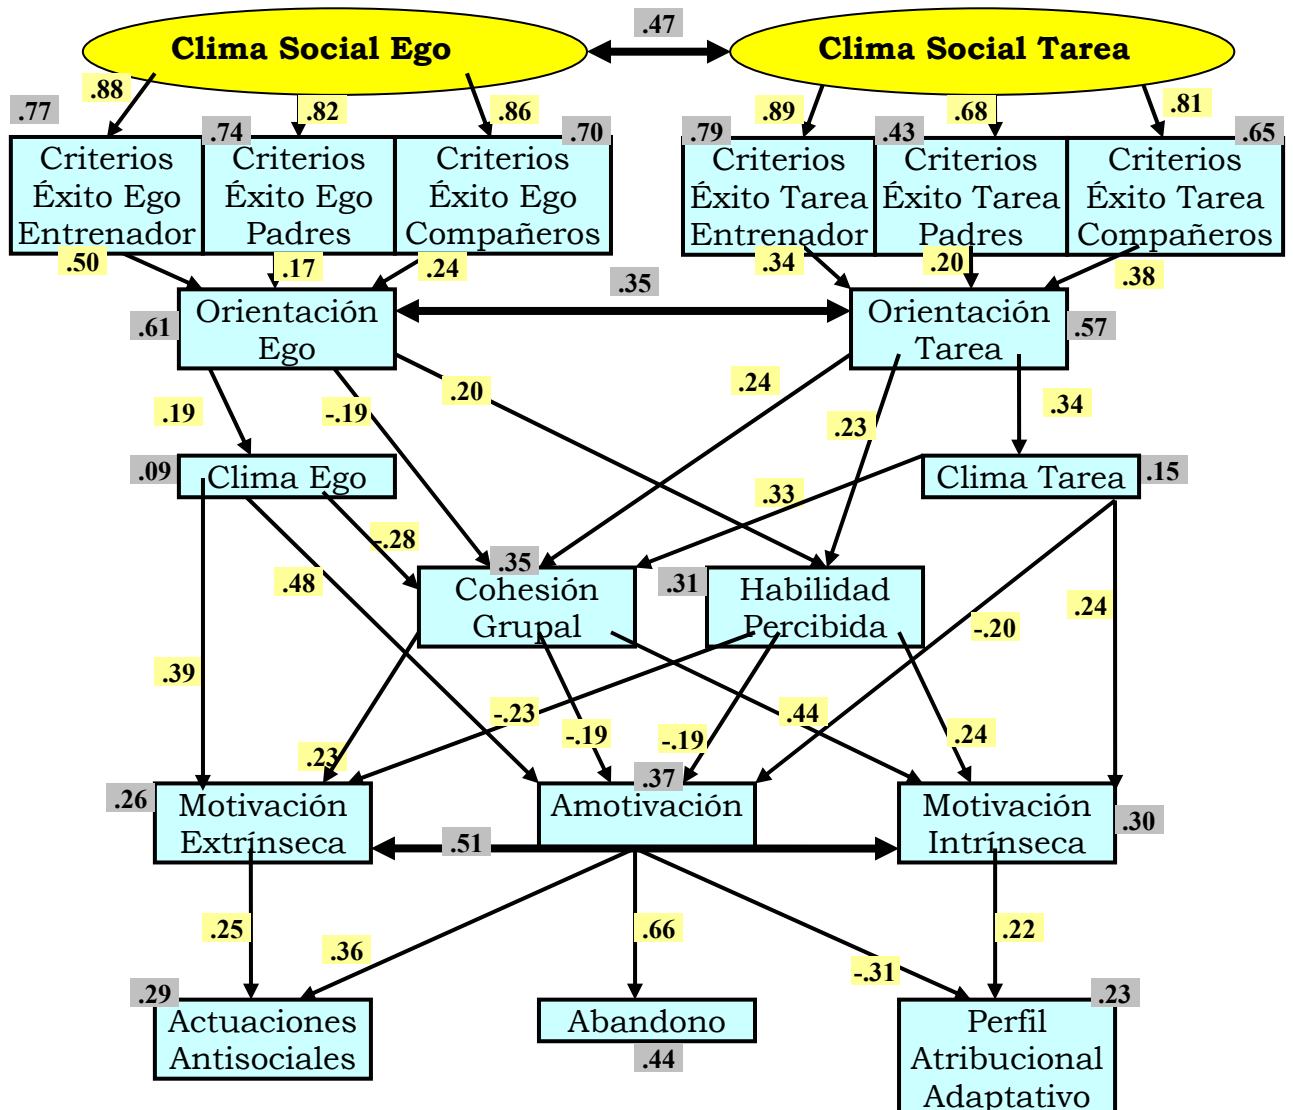 Clima Social Ego
.47
Clima Social Tarea
.88
.82
.86
.89
.68
.81
.77
.74
.70
.79
.43
.65
Criterios
Éxito Ego
Entrenador
Criterios
Éxito Ego
Padres
Criterios
Éxito Ego
Compañeros
Criterios
Éxito Tarea
Entrenador
Criterios
Éxito Tarea
Padres
Criterios
Éxito Tarea
Compañeros
.50
.17
.24
.34
.20
.38
.35
Orientación
Ego
.61
Orientación
Tarea
.57
.19
-.19
.20
.24
.23
.34
.09
Clima Ego
Clima Tarea
.15
-.28
.33
.48
.35
Cohesión
Grupal
.31
Habilidad
Percibida
.24
-.20
.39
-.23
-.19
-.19
.44
.24
.23
.26
Motivación
Extrínseca
.37
Amotivación
Motivación
Intrínseca
.30
.51
.25
.36
.66
-.31
.22
.29
Actuaciones
Antisociales
Abandono
.44
.23
Perfil
Atribucional
Adaptativo